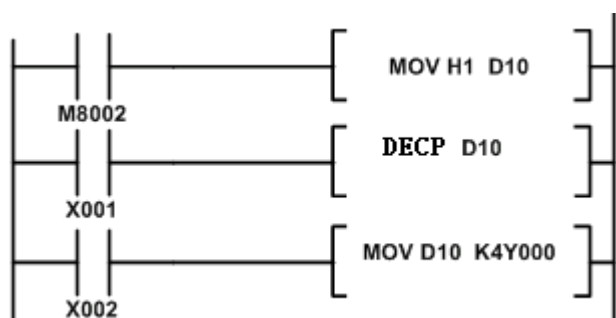 MOV H1 D10
M8002
DECP D10
X001
MOV D10 K4Y000
X002